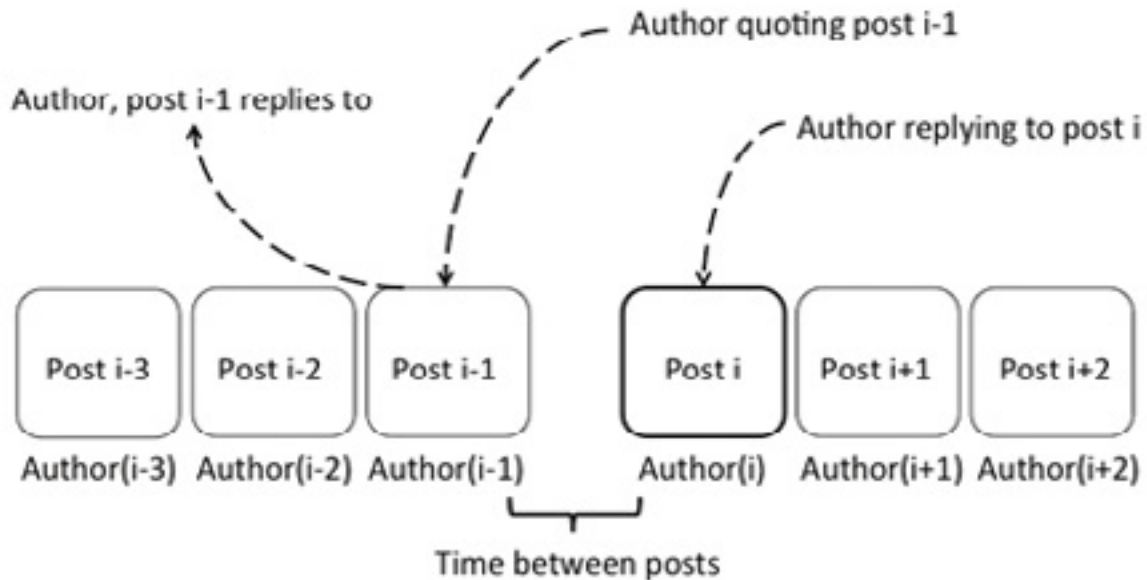 Author quoting post i-1
Author, post i-1 replies to
Author replying to post i
Post i-3 Post i-2 Post i-1 Post i Post i+1 Post i+2
Author(i-3) Author(i-2) Author(i-1) Author(i) Author(i+1) Author(i+2)
Time between posts